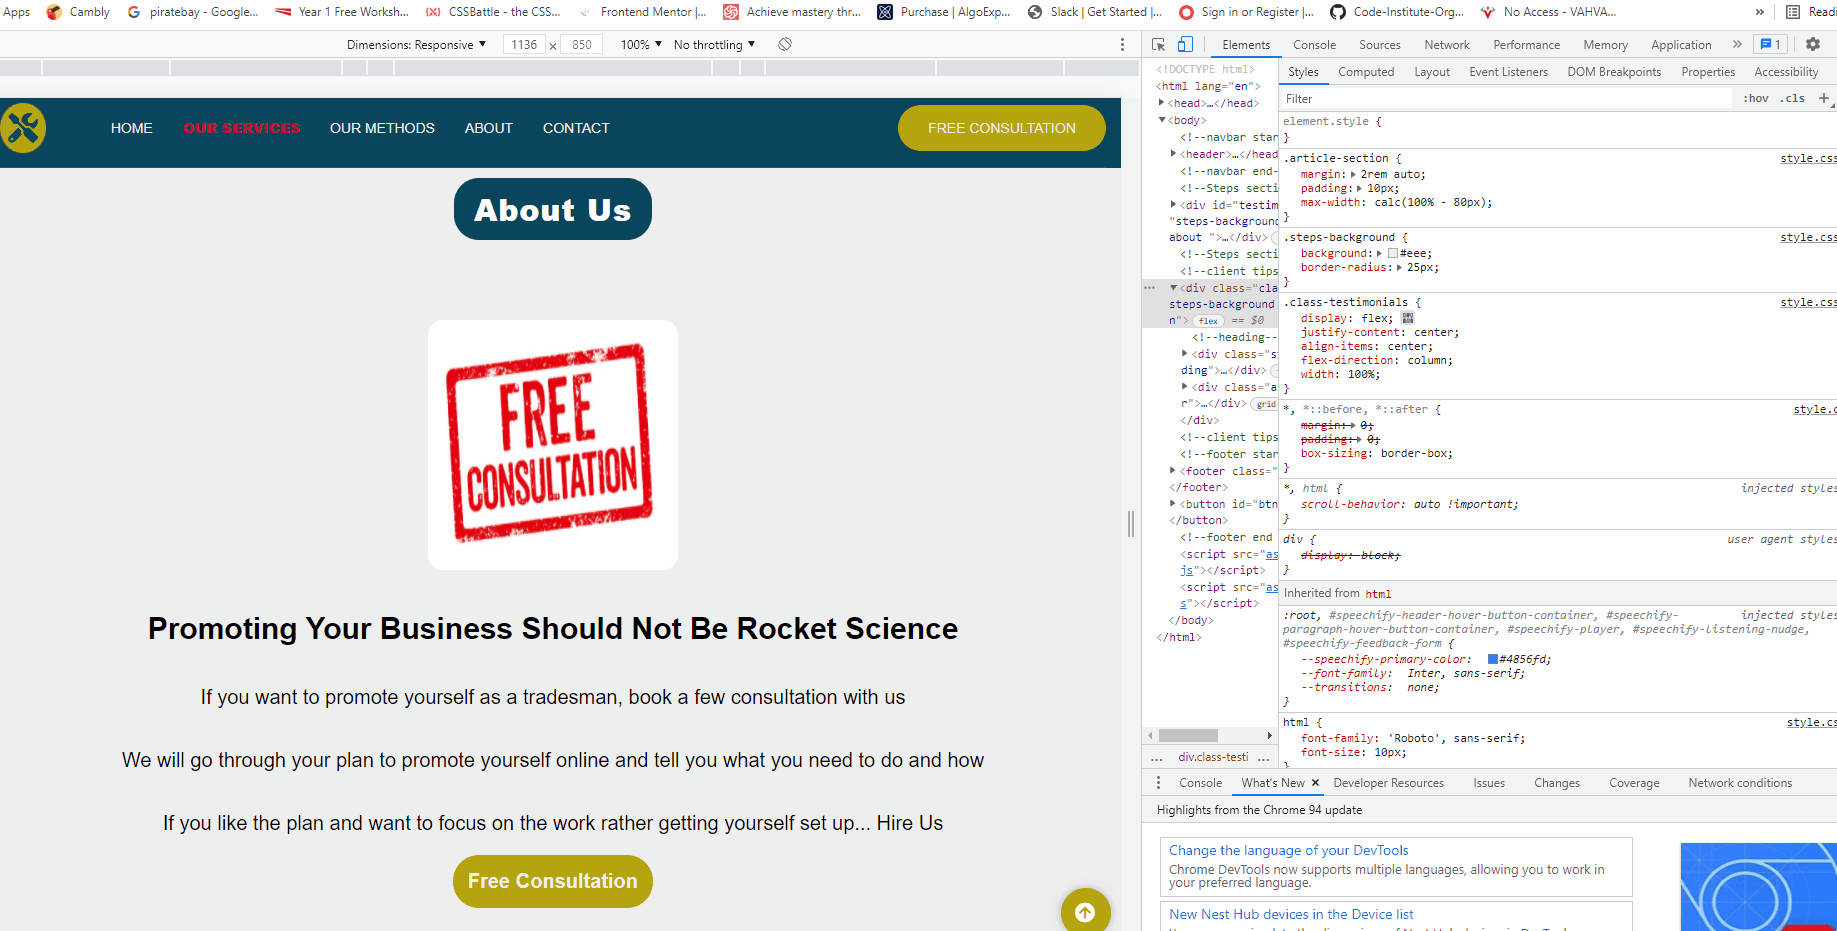 Apps Cambly piratebay - Google... Year 1 Free Worksh... CSSBattle - the CSS... Frontend Mentor |... Achieve mastery thr... Purchase | AlgoExp... Slack | Get Started |... Sign in or Register |... Code-Institute-Org... No Access - VAHVA... » Readi
Dimensions: Responsive ▼ 1136 × 850 100% ▼ No throttling ▼
HOME OUR SERVICES OUR METHODS ABOUT CONTACT FREE CONSULTATION
About Us
FREE
CONSULTATION
Promoting Your Business Should Not Be Rocket Science
If you want to promote yourself as a tradesman, book a few consultation with us
We will go through your plan to promote yourself online and tell you what you need to do and how
If you like the plan and want to focus on the work rather getting yourself set up... Hire Us
Free Consultation
Elements Console Sources Network Performance Memory Application » 1
<!DOCTYPE html>
<html lang="en">
<head>…</head>
<body>
<!--navbar star
<header>…</head
<!--navbar end-
<!--Steps secti
<div id="testim
"steps-background
about ">…</div>
<!--Steps secti
<!--client tips
<div class="cla
steps-background
n"> flex == $0
<!--heading--
<div class="s
ding">…</div>
<div class="a
r">…</div> grid
</div>
<!--client tips
<!--footer star
<footer class="
</footer>
<button id="btn
</button>
<!--footer end
<script src="as
js"></script>
<script src="as
s"></script>
</body>
</html>
... div.class-testi ...
Styles Computed Layout Event Listeners DOM Breakpoints Properties Accessibility
Filter :hov .cls +
element.style {
}
.article-section { style.css
margin: 2rem auto;
padding: 10px;
max-width: calc(100% - 80px);
}
.steps-background { style.css
background: #eee;
border-radius: 25px;
}
.class-testimonials { style.css
display: flex;
justify-content: center;
align-items: center;
flex-direction: column;
width: 100%;
}
*, *::before, *::after { style.c
margin: 0;
padding: 0;
box-sizing: border-box;
}
*, html { injected styles
scroll-behavior: auto !important;
}
div { user agent styles
display: block;
}
Inherited from html
:root, #speechify-header-hover-button-container, #speechify- injected styles
paragraph-hover-button-container, #speechify-player, #speechify-listening-nudge,
#speechify-feedback-form {
--speechify-primary-color: #4856fd;
--font-family: Inter, sans-serif;
--transitions: none;
}
html { style.cs
font-family: 'Roboto', sans-serif;
font-size: 10px;
Console What's New × Developer Resources Issues Changes Coverage Network conditions
Highlights from the Chrome 94 update
Change the language of your DevTools
Chrome DevTools now supports multiple languages, allowing you to work in
your preferred language.
New Nest Hub devices in the Device list